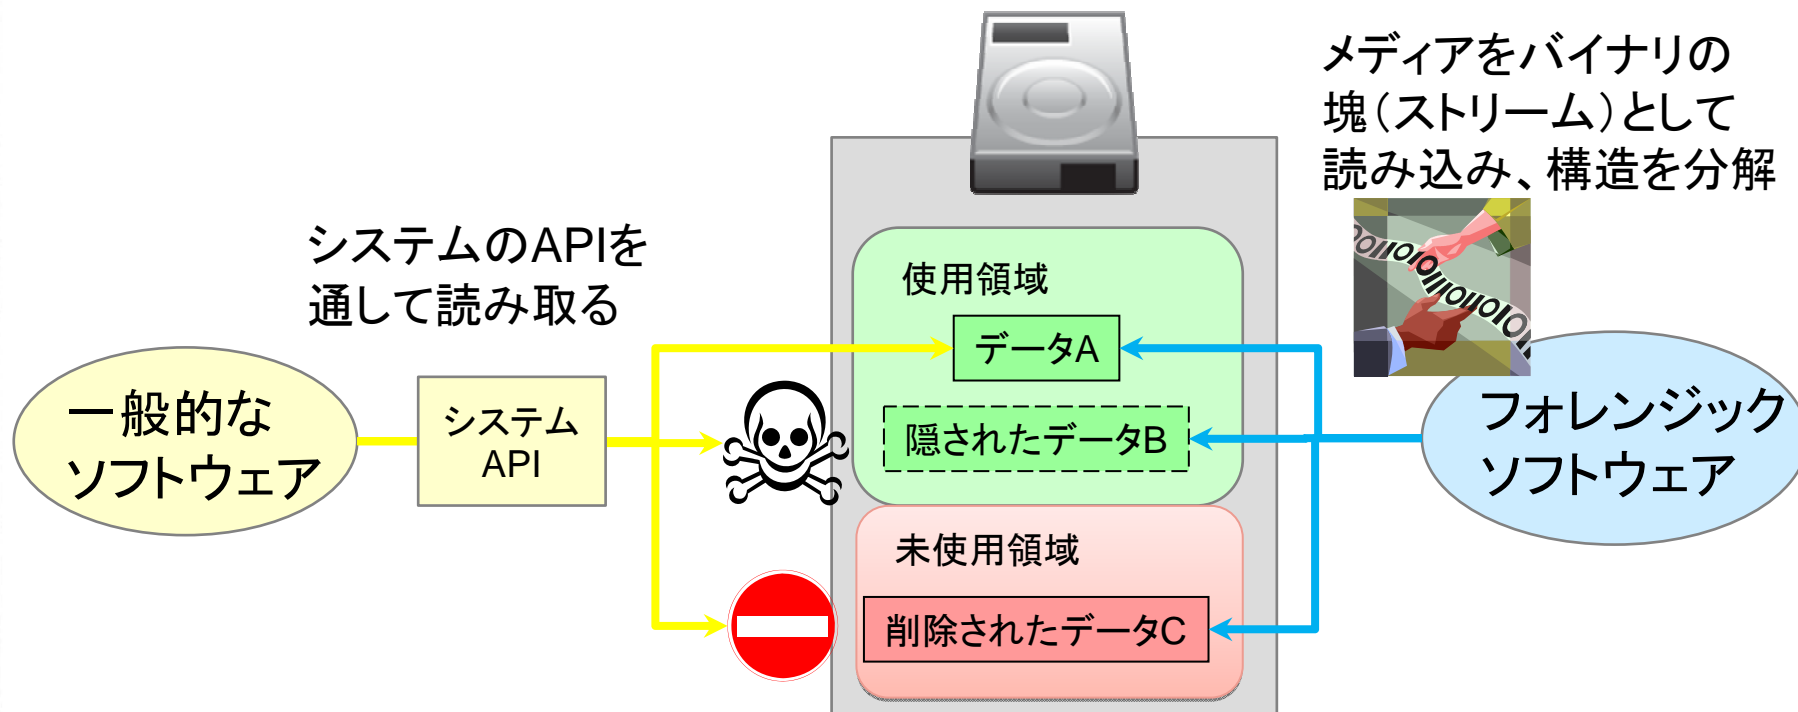 メディアをバイナリの
塊（ストリーム）として
読み込み、構造を分解
システムのAPIを
通して読み取る
使用領域
データA
一般的な
ソフトウェア
システム
API
隠されたデータB
フォレンジック
ソフトウェア
未使用領域
削除されたデータC